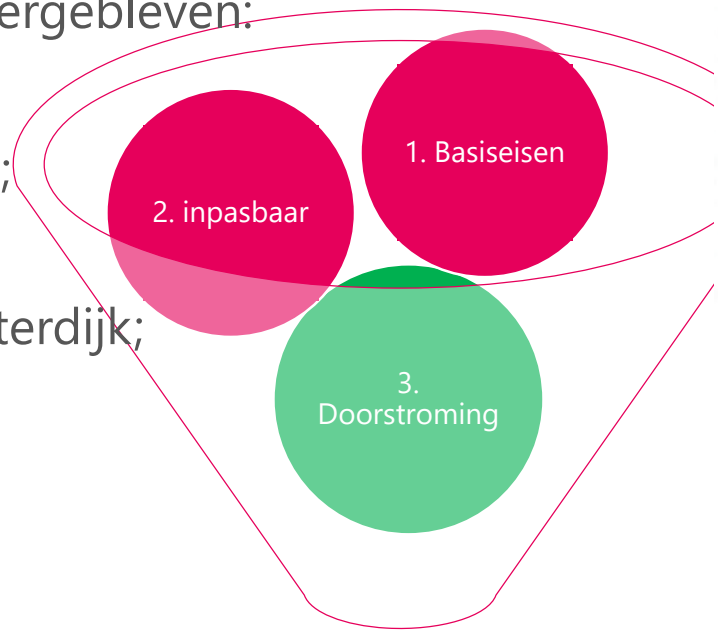 ergebleven:
1. Basiseisen
;
2. inpasbaar
terdijk;
3.
Doorstroming